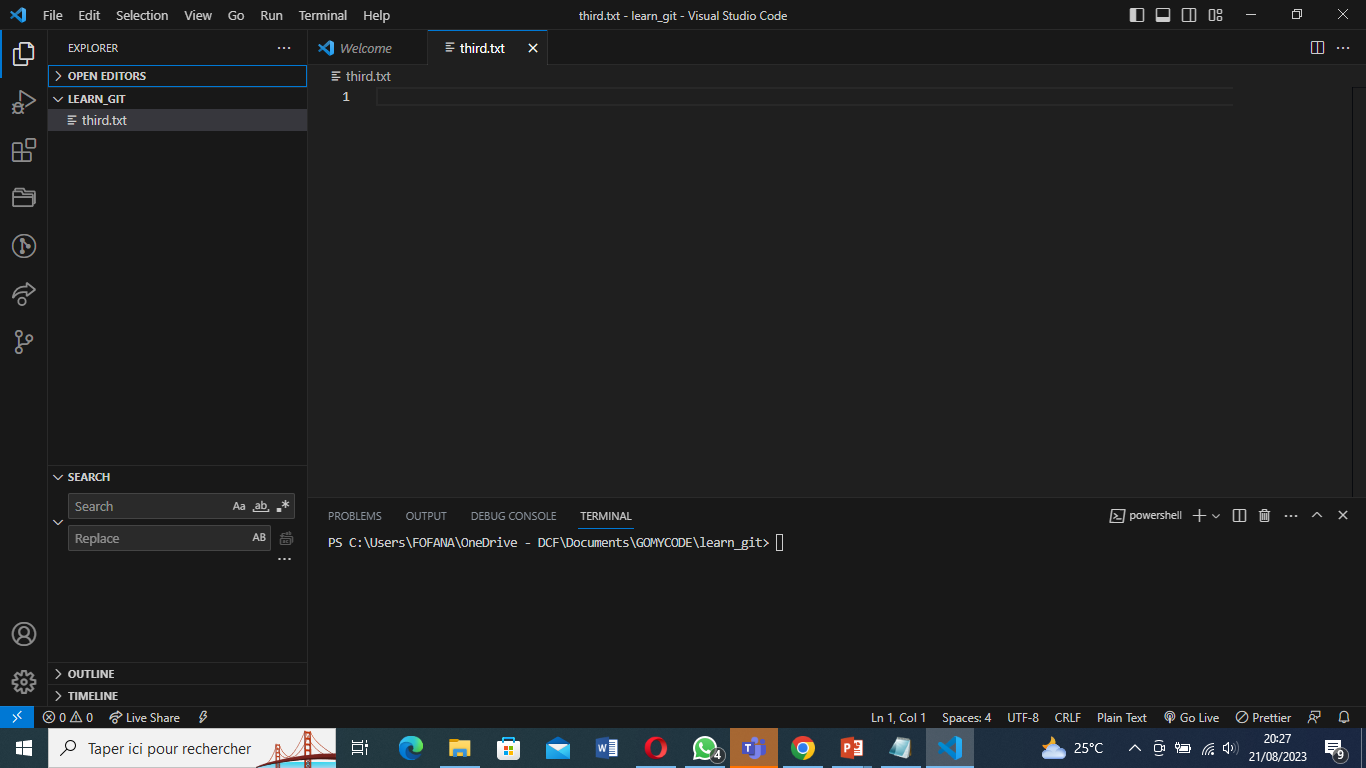 File Edit Selection View Go Run Terminal Help
third.txt - learn_git - Visual Studio Code
EXPLORER
OPEN EDITORS
LEARN_GIT
third.txt
Welcome
third.txt
third.txt
1
SEARCH
Search Aa ab
Replace AB
OUTLINE
TIMELINE
PROBLEMS OUTPUT DEBUG CONSOLE TERMINAL
powershell
PS C:\Users\FOFANA\OneDrive - DCF\Documents\GOMYCODE\learn_git>
0 0 Live Share
Ln 1, Col 1 Spaces: 4 UTF-8 CRLF Plain Text Go Live Prettier
Taper ici pour rechercher
4
25°C
20:27
21/08/2023
9